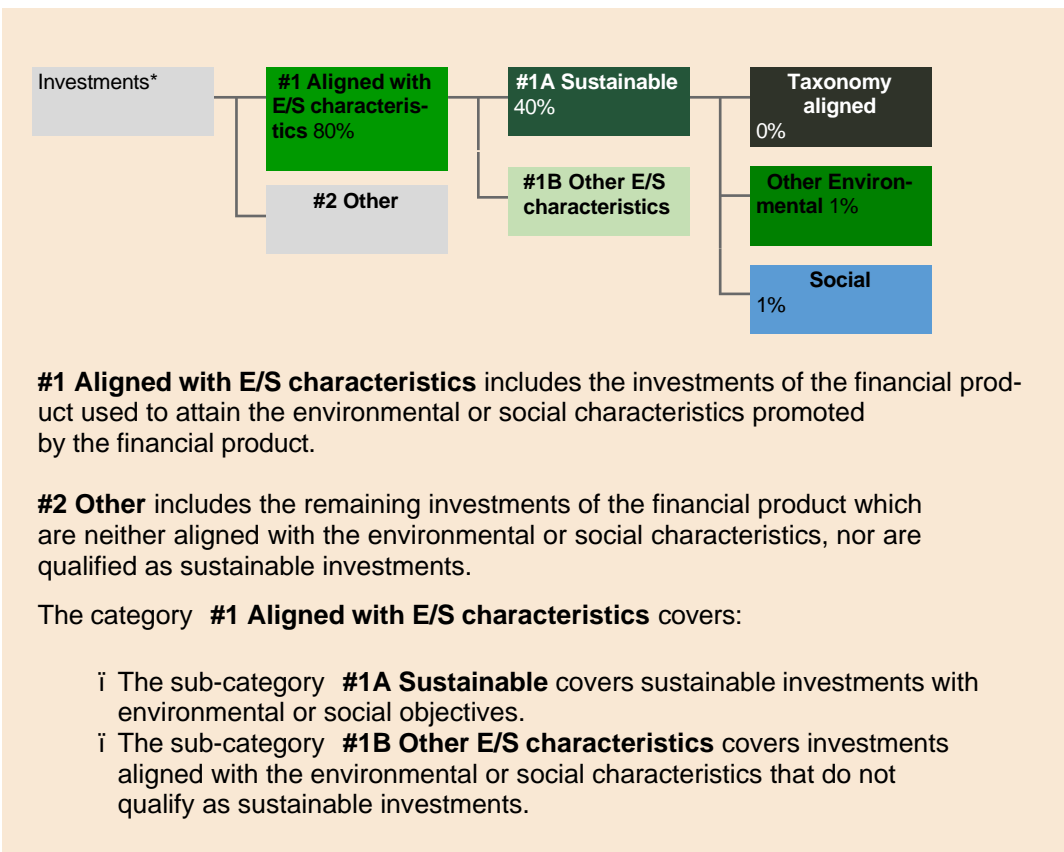 Investments*
#1 Aligned with
E/S characteris-
tics 80%
#2 Other
#1A Sustainable
40%
#1B Other E/S
characteristics
Taxonomy
aligned
0%
Other Environ-
mental 1%
Social
1%
#1 Aligned with E/S characteristics includes the investments of the financial prod-
uct used to attain the environmental or social characteristics promoted
by the financial product.
#2 Other includes the remaining investments of the financial product which
are neither aligned with the environmental or social characteristics, nor are
qualified as sustainable investments.
The category #1 Aligned with E/S characteristics covers:
ï The sub-category #1A Sustainable covers sustainable investments with
environmental or social objectives.
ï The sub-category #1B Other E/S characteristics covers investments
aligned with the environmental or social characteristics that do not
qualify as sustainable investments.